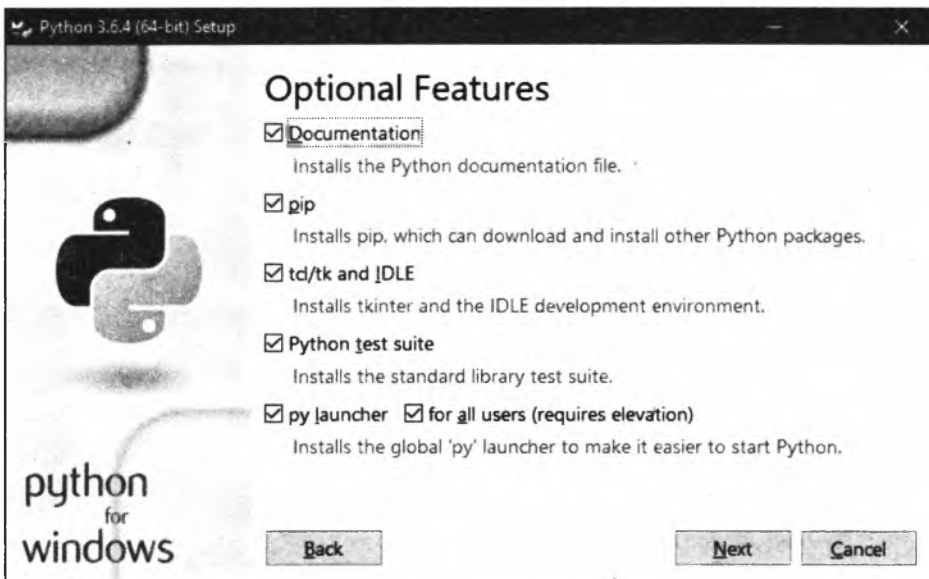 Python 3.6.4 (64-bit) Setup
Optional Features
Documentation
Installs the Python documentation file.
pip
Installs pip, which can download and install other Python packages.
tcl/tk and IDLE
Installs tkinter and the IDLE development environment.
Python test suite
Installs the standard library test suite.
py launcher for all users (requires elevation)
Installs the global 'py' launcher to make it easier to start Python.
python
for
windows
Back
Next
Cancel